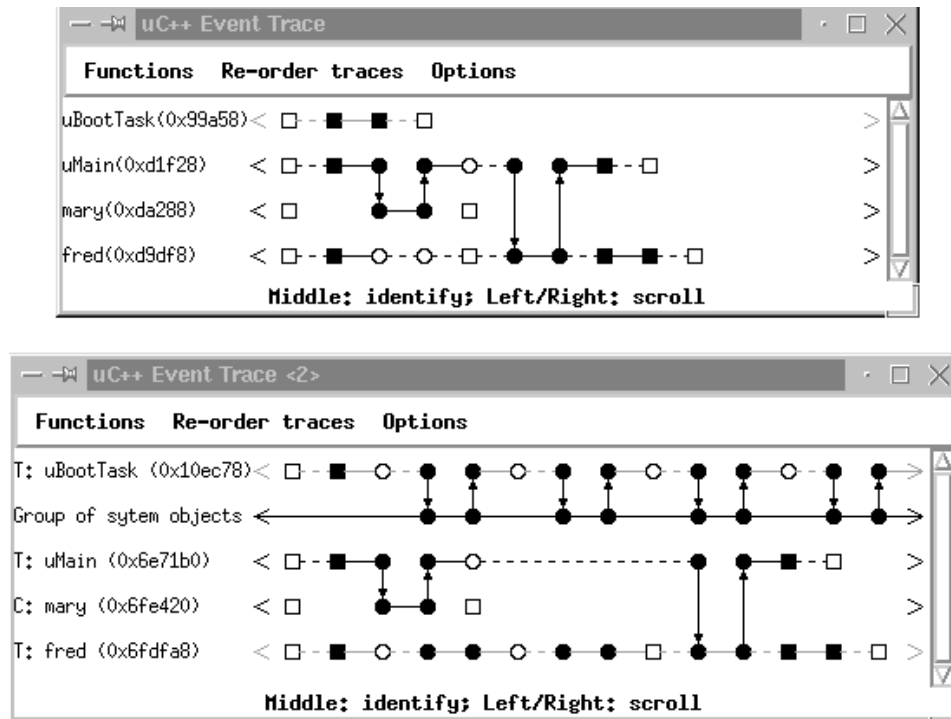 uC++ Event Trace
Functions Re-order traces Options
uBootTask(0x99a58)
uMain(0xd1f28)
mary(0xda288)
fred(0xd9df8)
Middle: identify; Left/Right: scroll
uC++ Event Trace <2>
Functions Re-order traces Options
T: uBootTask (0x10ec78)
Group of sytem objects
T: uMain (0x6e71b0)
C: mary (0x6fe420)
T: fred (0x6fdfa8)
Middle: identify; Left/Right: scroll